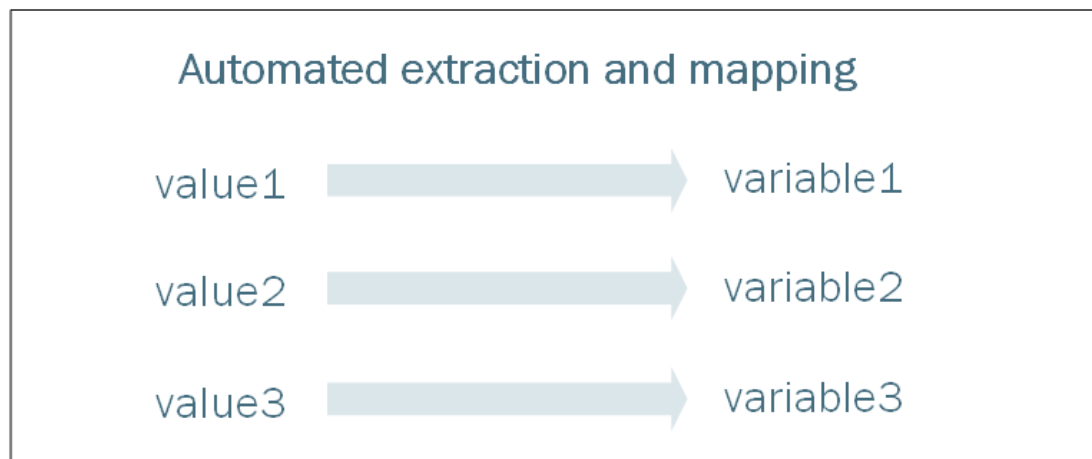 Automated extraction and mapping
value1 variable1
value2 variable2
value3 variable3